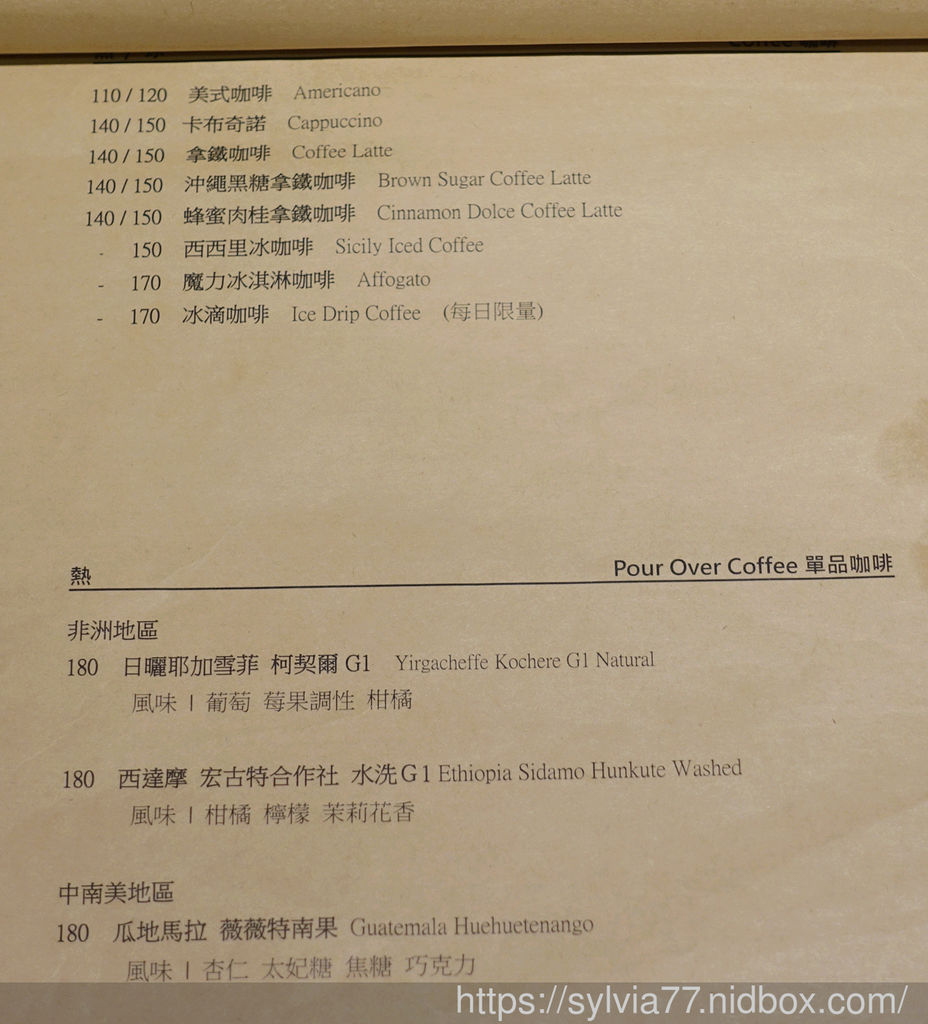 110 / 120 美式咖啡 Americano
140 / 150 卡布奇諾 Cappuccino
140 / 150 拿鐵咖啡 Coffee Latte
140 / 150 沖繩黑糖拿鐵咖啡 Brown Sugar Coffee Latte
140 / 150 蜂蜜肉桂拿鐵咖啡 Cinnamon Dolce Coffee Latte
- 150 西西里冰咖啡 Sicily Iced Coffee
- 170 魔力冰淇淋咖啡 Affogato
- 170 冰滴咖啡 Ice Drip Coffee (每日限量)
熱 Pour Over Coffee 單品咖啡
非洲地區
180 日曬耶加雪菲 柯契爾 G1 Yirgacheffe Kochere G1 Natural
風味 | 葡萄 莓果調性 柑橘
180 西達摩 宏古特合作社 水洗G1 Ethiopia Sidamo Hunkute Washed
風味 | 柑橘 檸檬 茉莉花香
中南美地區
180 瓜地馬拉 薇薇特南果 Guatemala Huehuetenango
風味 | 杏仁 太妃糖 焦糖 巧克力
https://sylvia77.nidbox.com/